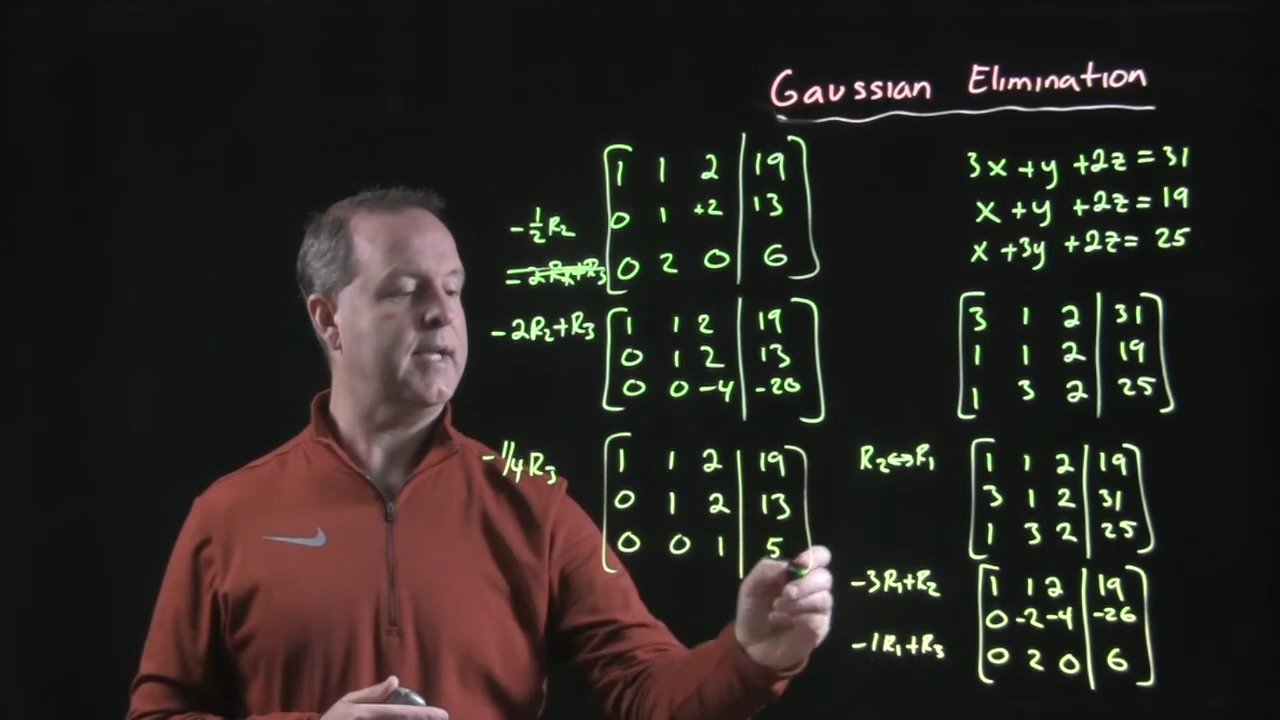 Gaussian Elimination
3x + y + 2z = 31
x + y + 2z = 19
x + 3y + 2z = 25
3 1 2 | 31
1 1 2 | 19
1 3 2 | 25
R2↔R1
1 1 2 | 19
3 1 2 | 31
1 3 2 | 25
-3R1+R2
-1R1+R3
1 1 2 | 19
0 -2 -4 | -26
0 2 0 | 6
-1/2 R2
1 1 2 | 19
0 1 +2 | 13
0 2 0 | 6
-2R2+R3
1 1 2 | 19
0 1 2 | 13
0 0 -4 | -20
-1/4 R3
1 1 2 | 19
0 1 2 | 13
0 0 1 | 5